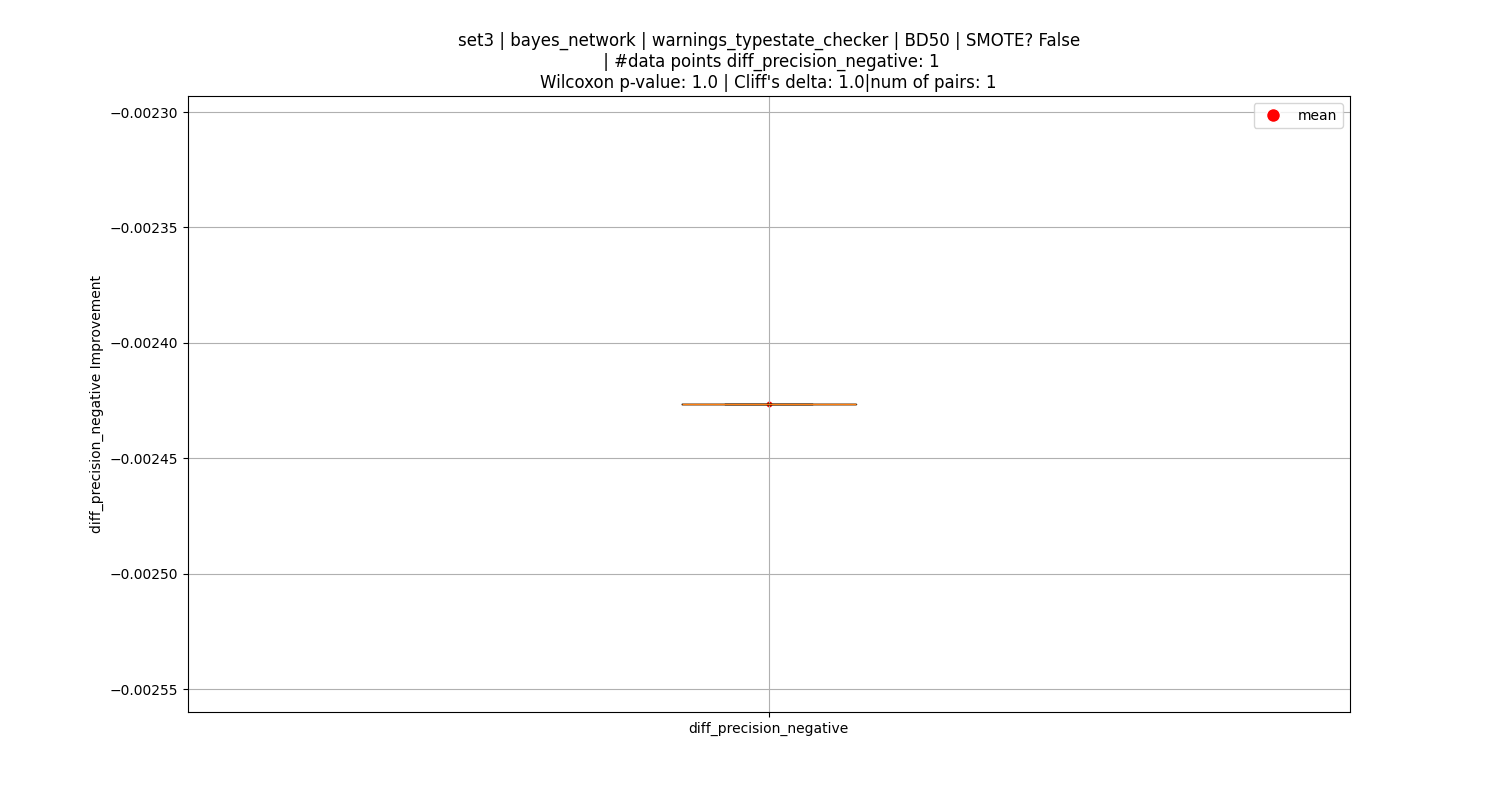 set3 | bayes_network | warnings_typestate_checker | BD50 | SMOTE? False
| #data points diff_precision_negative: 1
Wilcoxon p-value: 1.0 | Cliff's delta: 1.0|num of pairs: 1
mean
−0.00230
−0.00235
−0.00240
−0.00245
−0.00250
−0.00255
diff_precision_negative Improvement
diff_precision_negative